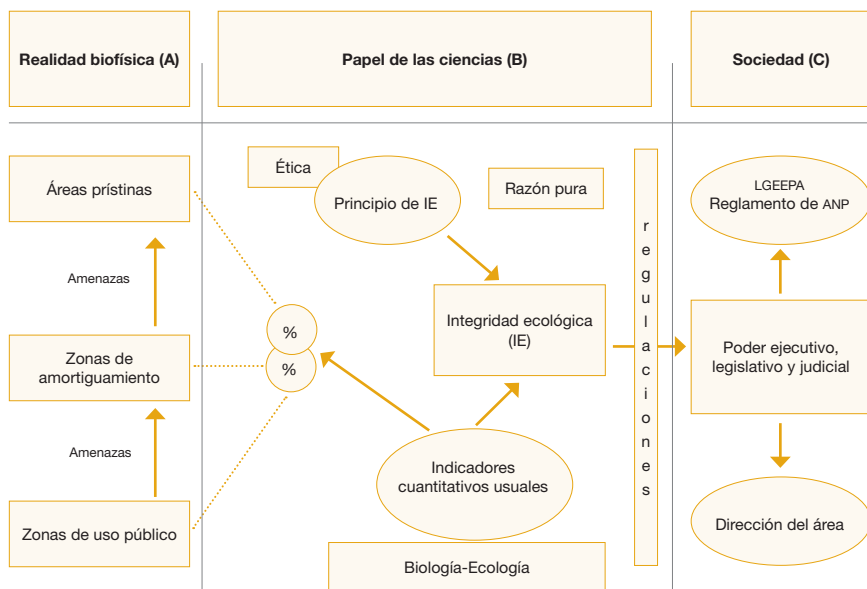 Realidad biofísica (A)
Papel de las ciencias (B)
Sociedad (C)
Áreas prístinas
Amenazas
Zonas de
amortiguamiento
Amenazas
Zonas de uso público
Ética
Principio de IE
Razón pura
%
%
Integridad ecológica
(IE)
Indicadores
cuantitativos usuales
Biología-Ecología
regulaciones
LGEEPA
Reglamento de ANP
Poder ejecutivo,
legislativo y judicial
Dirección del área